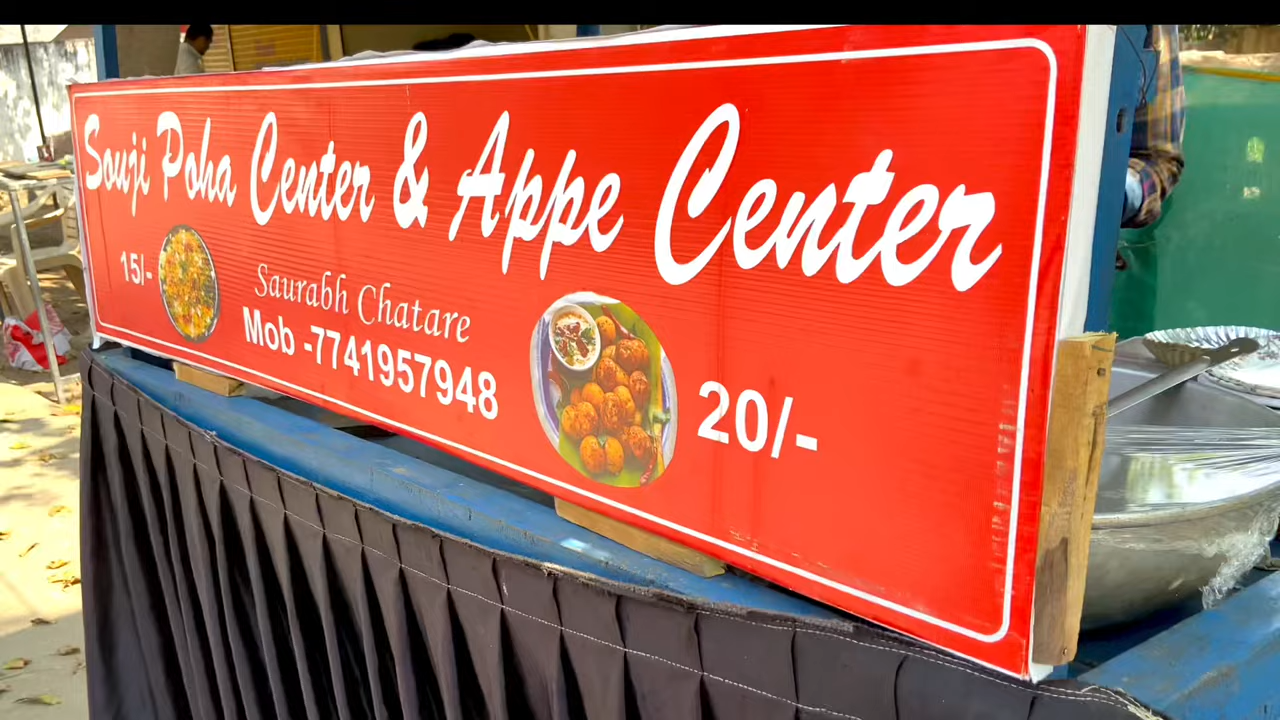 Souji Poha Center & Appe Center
15/-
Saurabh Chatare
Mob -7741957948
20/-